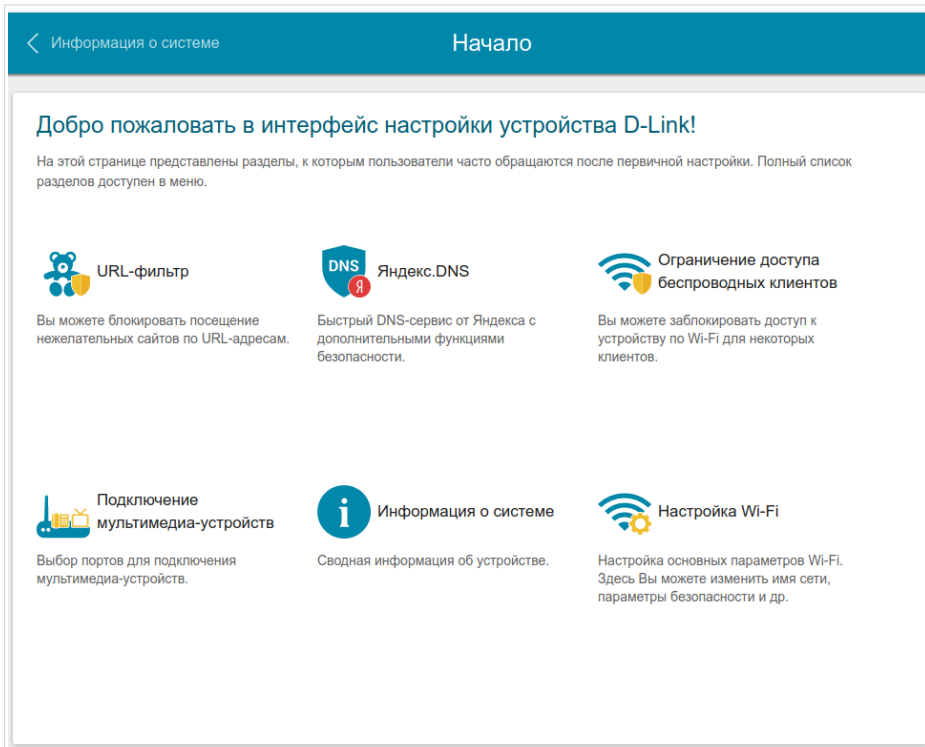 Информация о системе
Начало
Добро пожаловать в интерфейс настройки устройства D-Link!
На этой странице представлены разделы, к которым пользователи часто обращаются после первичной настройки. Полный список
разделов доступен в меню.
URL-фильтр
Вы можете блокировать посещение
нежелательных сайтов по URL-адресам.
DNS
Я
Яндекс.DNS
Быстрый DNS-сервис от Яндекса с
дополнительными функциями
безопасности.
Ограничение доступа
беспроводных клиентов
Вы можете заблокировать доступ к
устройству по Wi-Fi для некоторых
клиентов.
Подключение
мультимедиа-устройств
Выбор портов для подключения
мультимедиа-устройств.
i
Информация о системе
Сводная информация об устройстве.
Настройка Wi-Fi
Настройка основных параметров Wi-Fi.
Здесь Вы можете изменить имя сети,
параметры безопасности и др.